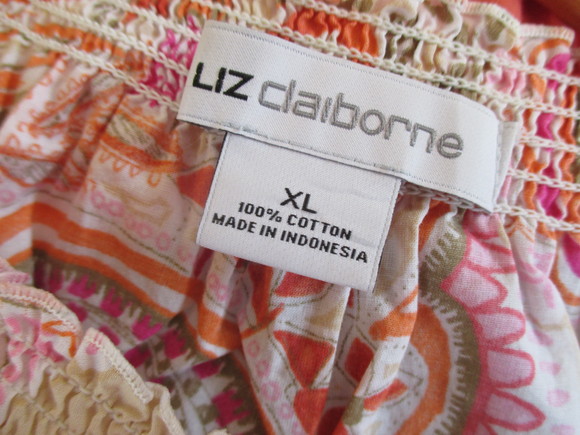 LIZ claiborne
XL
100% COTTON
MADE IN INDONESIA